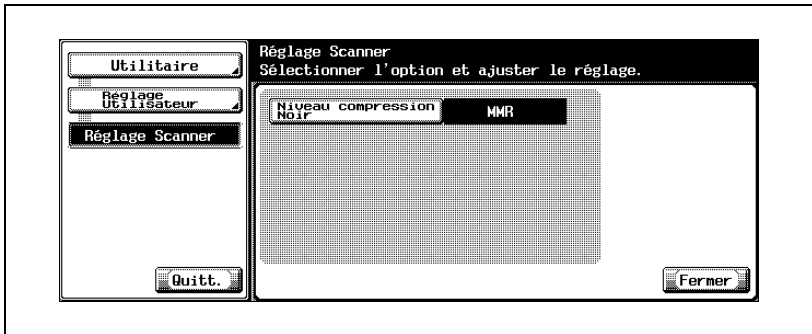 Utilitaire
Réglage
Utilisateur
Réglage Scanner
Quitt.
Réglage Scanner
Sélectionner l'option et ajuster le réglage.
Niveau compression
Noir
MMR
Fermer